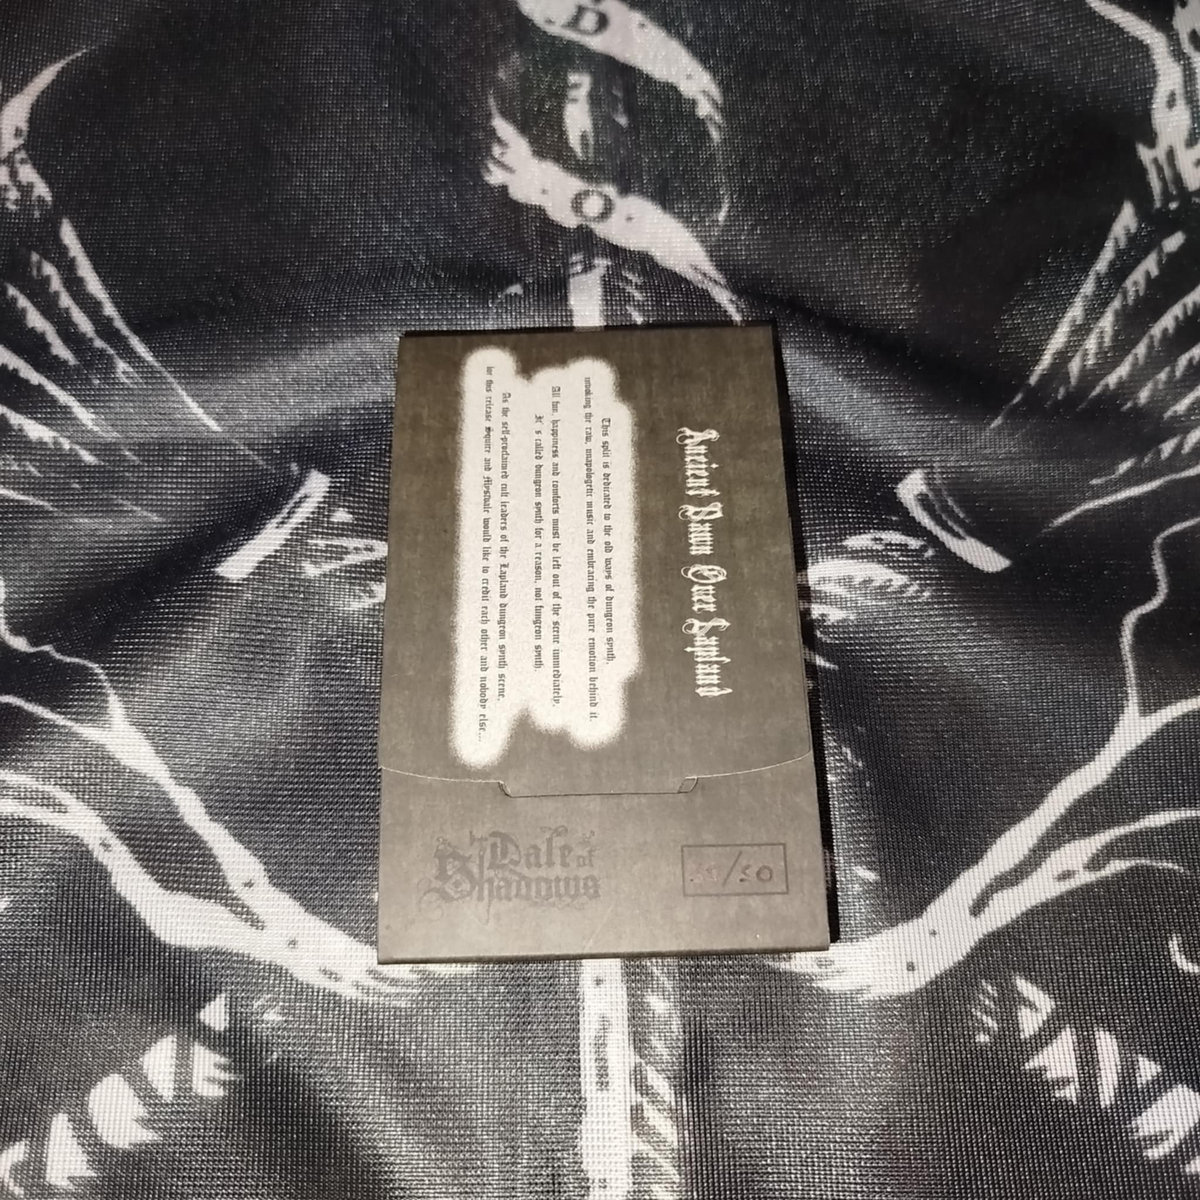 D
O
Ancient Dawn Over Lapland
This split is dedicated to the old ways of dungeon synth,
invoking the raw, unapologetic music and embracing the pure emotion behind it.
All fun, happiness and comforts must be left out of the scene immediately.
It's called dungeon synth for a reason, not fungeon synth.
As the self-proclaimed cult leaders of the Lapland dungeon synth scene,
for this release Squire and would like to credit each other and nobody else...
Dale of
Shadows
/50